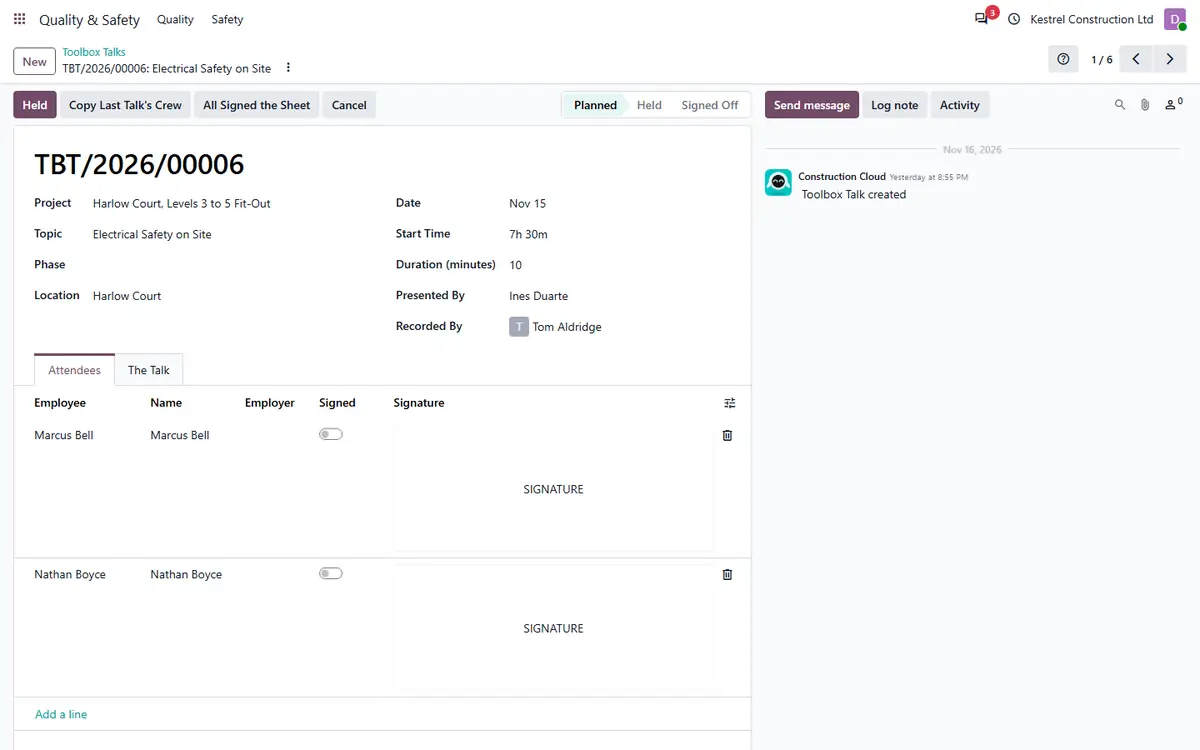 Quality & Safety Quality Safety 3 Kestrel Construction Ltd D
New Toolbox Talks
TBT/2026/00006: Electrical Safety on Site 1 / 6
Held Copy Last Talk's Crew All Signed the Sheet Cancel Planned Held Signed Off Send message Log note Activity 0
TBT/2026/00006
Project Harlow Court, Levels 3 to 5 Fit-Out
Topic Electrical Safety on Site
Phase
Location Harlow Court
Date Nov 15
Start Time 7h 30m
Duration (minutes) 10
Presented By Ines Duarte
Recorded By T Tom Aldridge
Attendees The Talk
Employee Name Employer Signed Signature
Marcus Bell Marcus Bell
SIGNATURE
Nathan Boyce Nathan Boyce
SIGNATURE
Add a line
Nov 16, 2026
Construction Cloud Yesterday at 8:55 PM
Toolbox Talk created